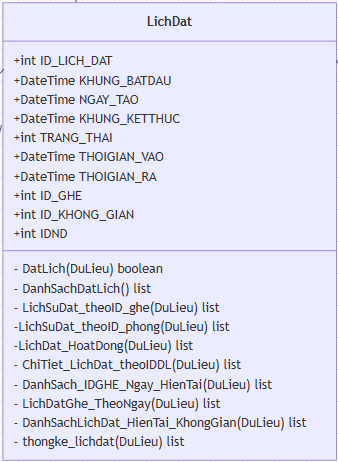 LichDat
+int ID_LICH_DAT
+DateTime KHUNG_BATDAU
+DateTime NGAY_TAO
+DateTime KHUNG_KETTHUC
+int TRANG_THAI
+DateTime THOIGIAN_VAO
+DateTime THOIGIAN_RA
+int ID_GHE
+int ID_KHONG_GIAN
+int IDND
- DatLich(DuLieu) boolean
- DanhSachDatLich() list
- LichSuDat_theoID_ghe(DuLieu) list
-LichSuDat_theoID_phong(DuLieu) list
-LichDat_HoatDong(DuLieu) list
- ChiTiet_LichDat_theoIDDL(DuLieu) list
- DanhSach_IDGHE_Ngay_HienTai(DuLieu) list
- LichDatGhe_TheoNgay(DuLieu) list
- DanhSachLichDat_HienTai_KhongGian(DuLieu) list
- thongke_lichdat(DuLieu) list